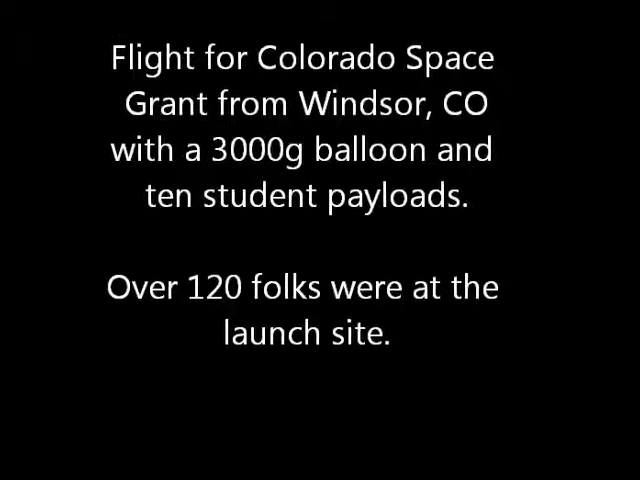 Flight for Colorado Space
Grant from Windsor, CO
with a 3000g balloon and
ten student payloads.
Over 120 folks were at the
launch site.